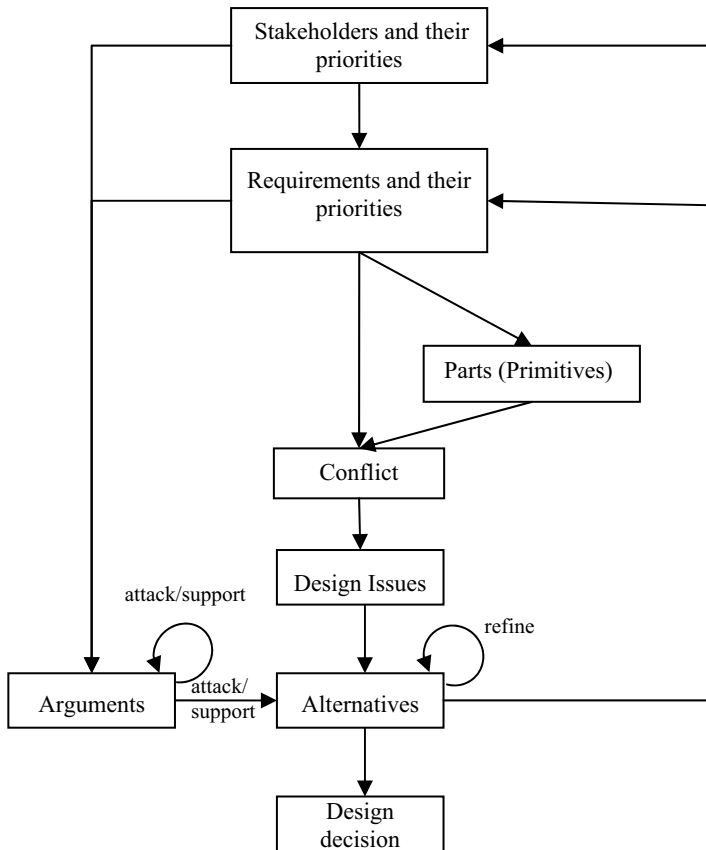 Stakeholders and their
priorities
Requirements and their
priorities
Parts (Primitives)
Conflict
Design Issues
attack/support
refine
Arguments
attack/
support
Alternatives
Design
decision